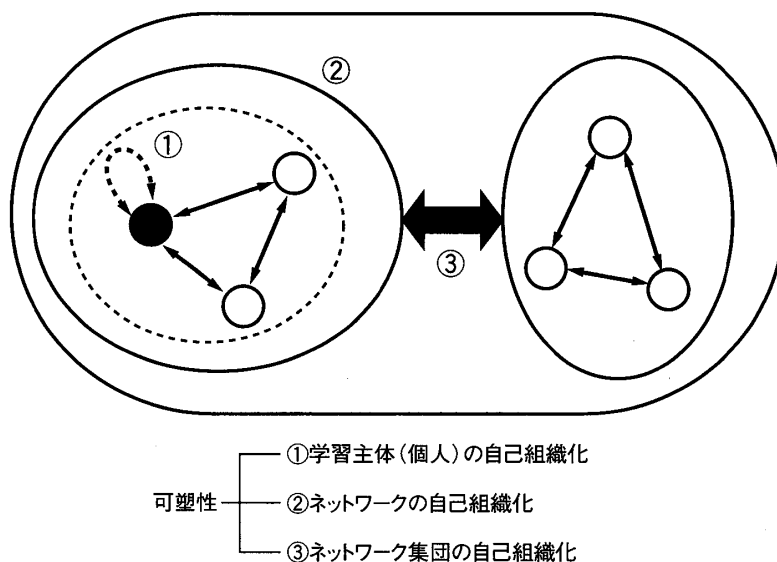 ②
①
③
①学習主体(個人)の自己組織化
可塑性
②ネットワークの自己組織化
③ネットワーク集団の自己組織化